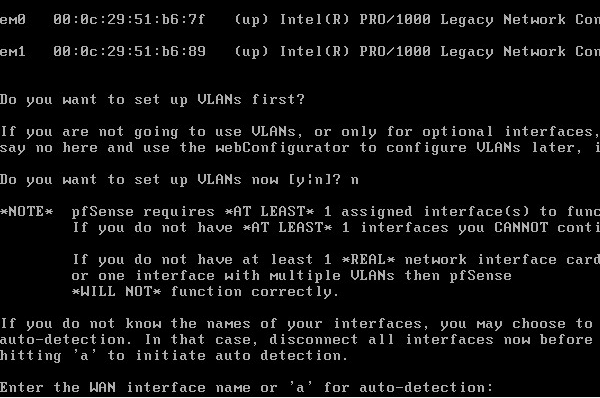 em0   00:0c:29:51:b6:7f   (up) Intel(R) PRO/1000 Legacy Network Con
em1   00:0c:29:51:b6:89   (up) Intel(R) PRO/1000 Legacy Network Con
Do you want to set up VLANs first?
If you are not going to use VLANs, or only for optional interfaces,
say no here and use the webConfigurator to configure VLANs later, i
Do you want to set up VLANs now [y|n]? n
*NOTE*  pfSense requires *AT LEAST* 1 assigned interface(s) to func
If you do not have *AT LEAST* 1 interfaces you CANNOT conti
If you do not have at least 1 *REAL* network interface card
or one interface with multiple VLANs then pfSense
*WILL NOT* function correctly.
If you do not know the names of your interfaces, you may choose to
auto-detection. In that case, disconnect all interfaces now before
hitting 'a' to initiate auto detection.
Enter the WAN interface name or 'a' for auto-detection: